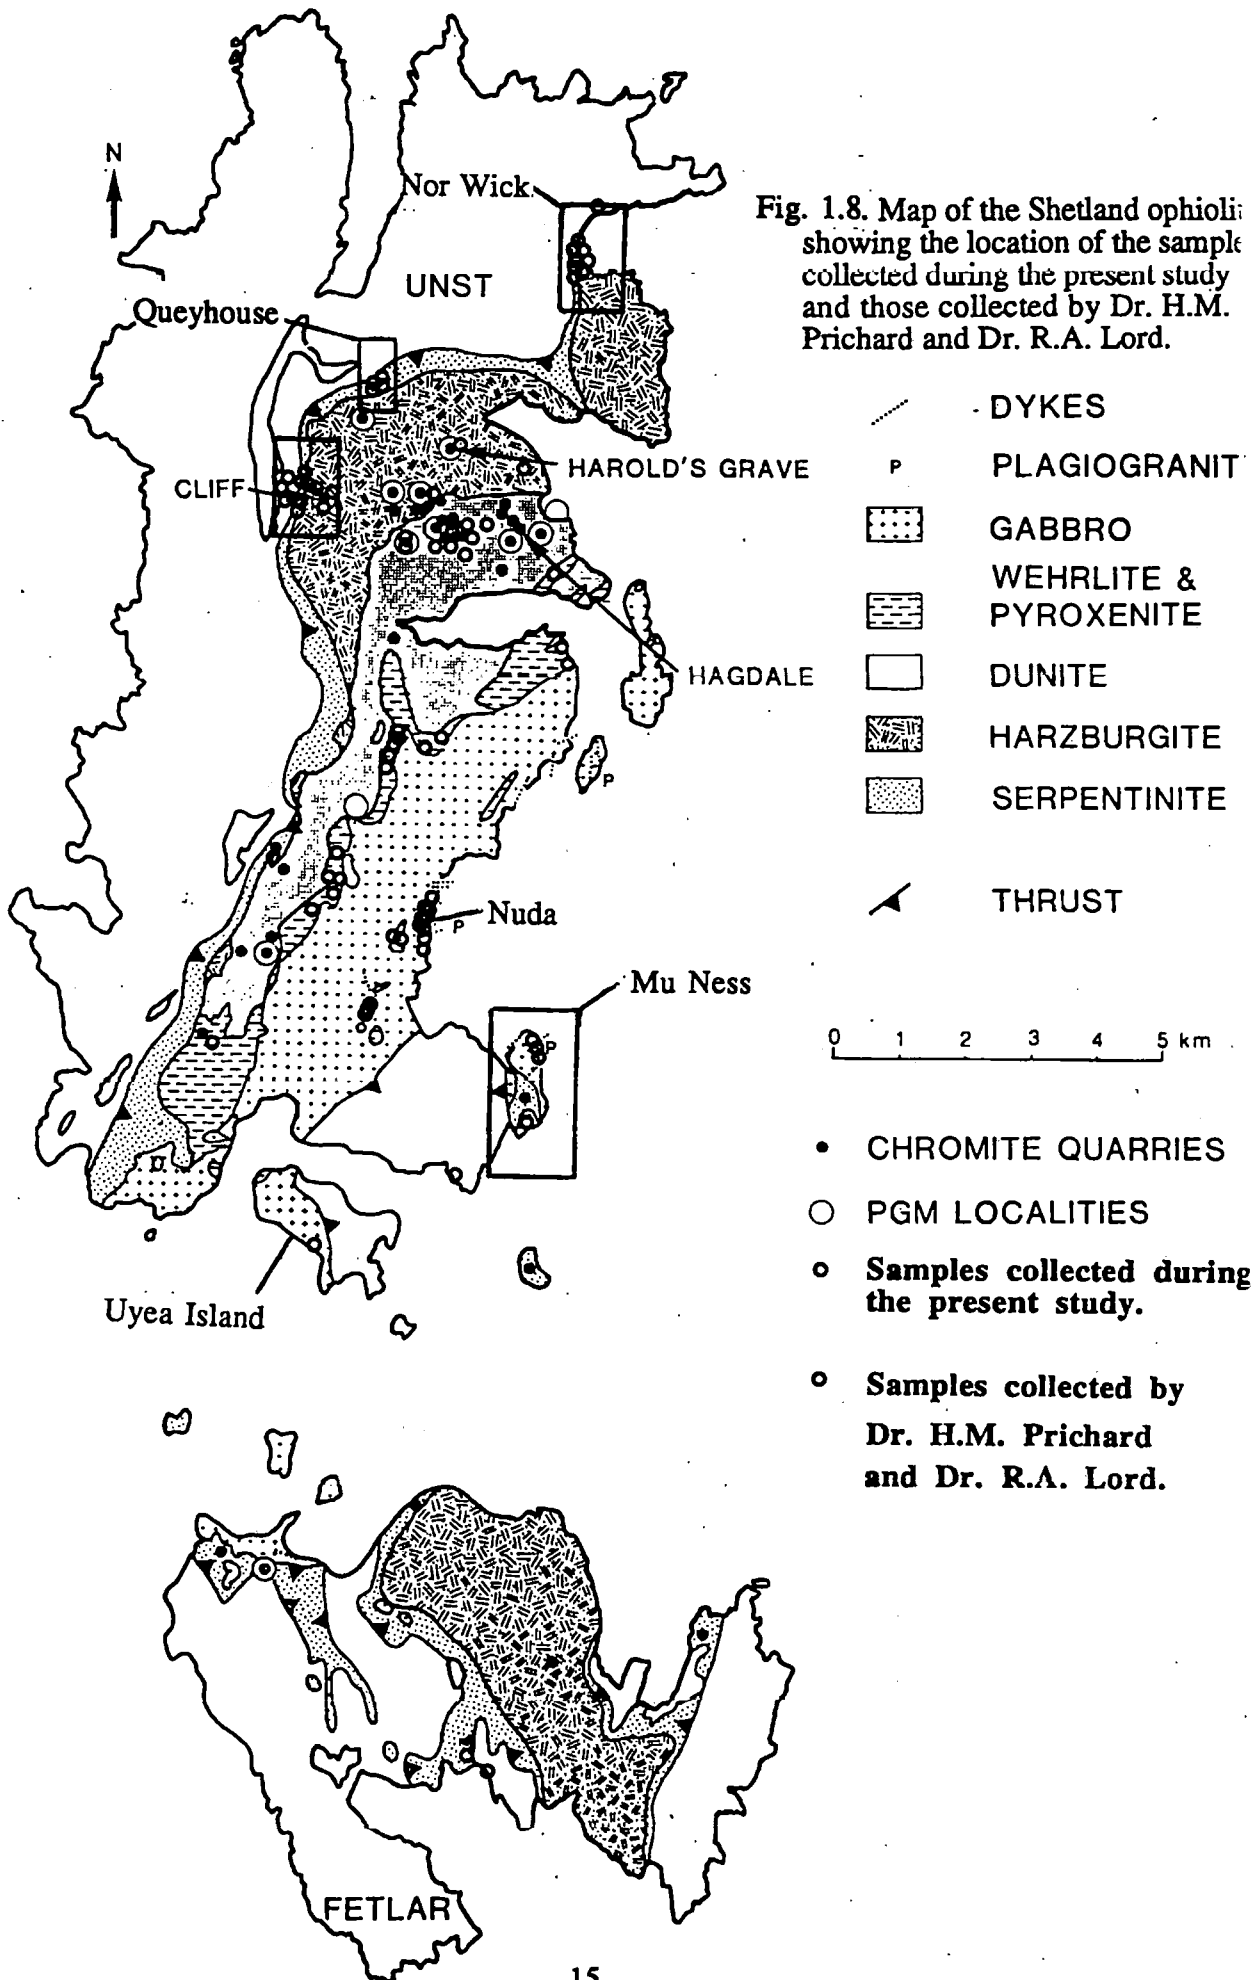 N
Nor Wick
Fig. 1.8. Map of the Shetland ophioli
showing the location of the sample
collected during the present study
and those collected by Dr. H.M.
Prichard and Dr. R.A. Lord.
UNST
Queyhouse
CLIFF
HAROLD'S GRAVE
HAGDALE
P
Nuda
P
Mu Ness
P
Uyea Island
FETLAR
DYKES
P PLAGIOGRANIT
GABBRO
WEHRLITE &
PYROXENITE
DUNITE
HARZBURGITE
SERPENTINITE
THRUST
0 1 2 3 4 5 km
CHROMITE QUARRIES
PGM LOCALITIES
Samples collected during
the present study.
Samples collected by
Dr. H.M. Prichard
and Dr. R.A. Lord.
15